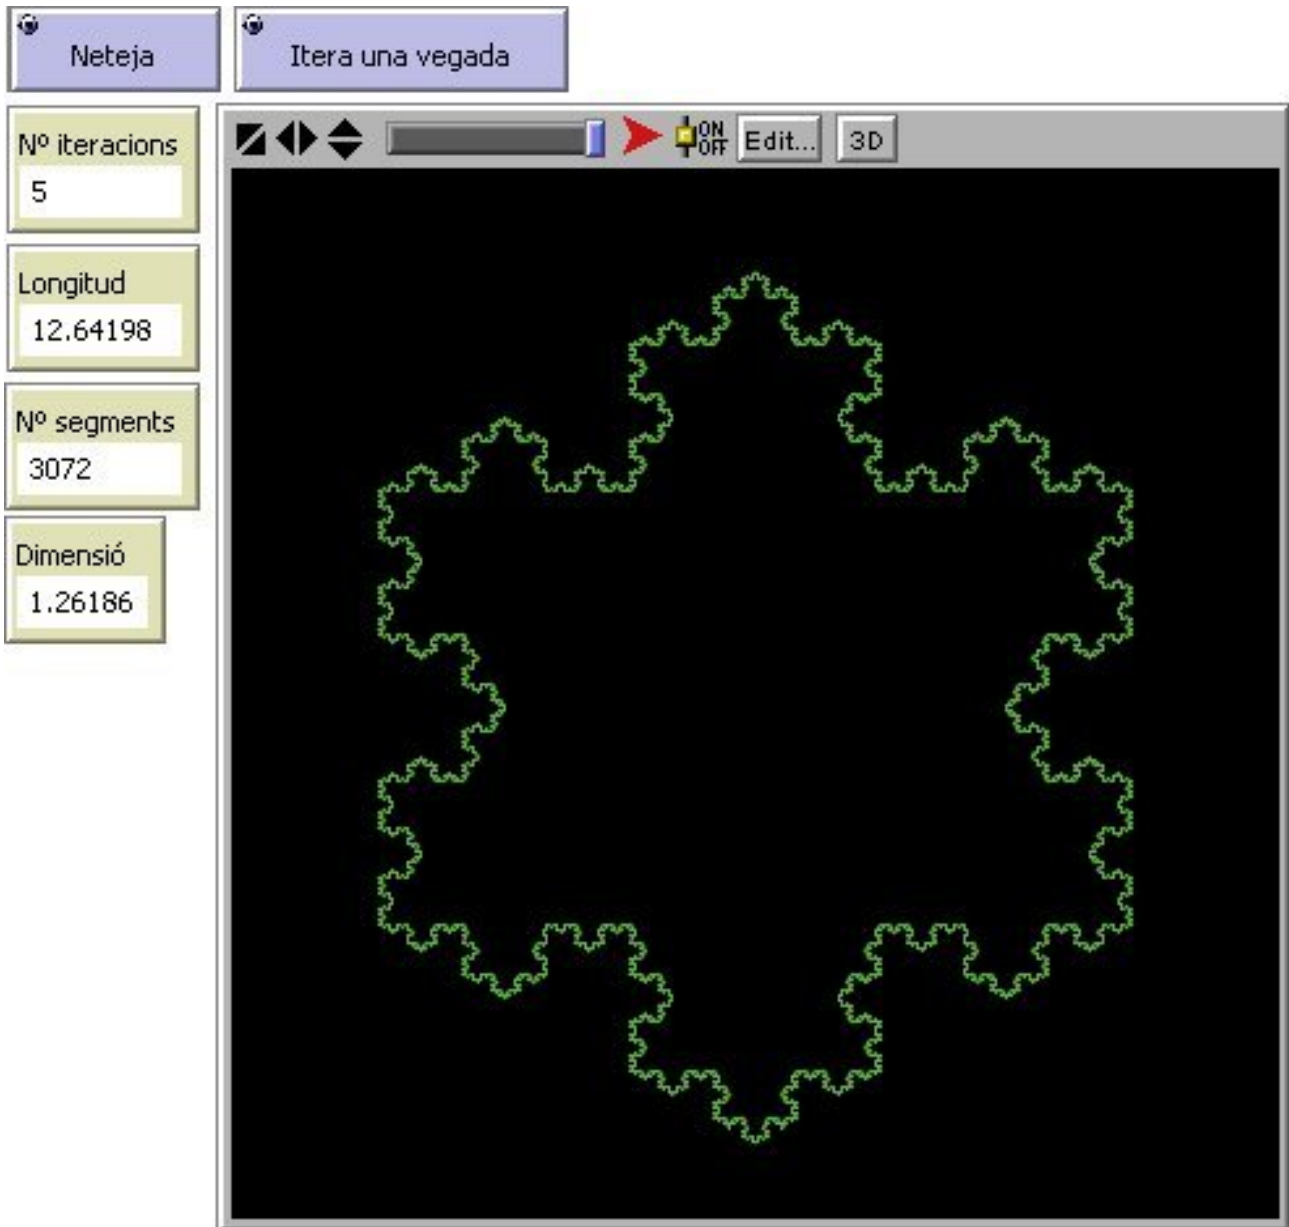 Neteja
Itera una vegada
Nº iteracions
5
ON
OFF
Edit...
3D
Longitud
12.64198
Nº segments
3072
Dimensió
1.26186